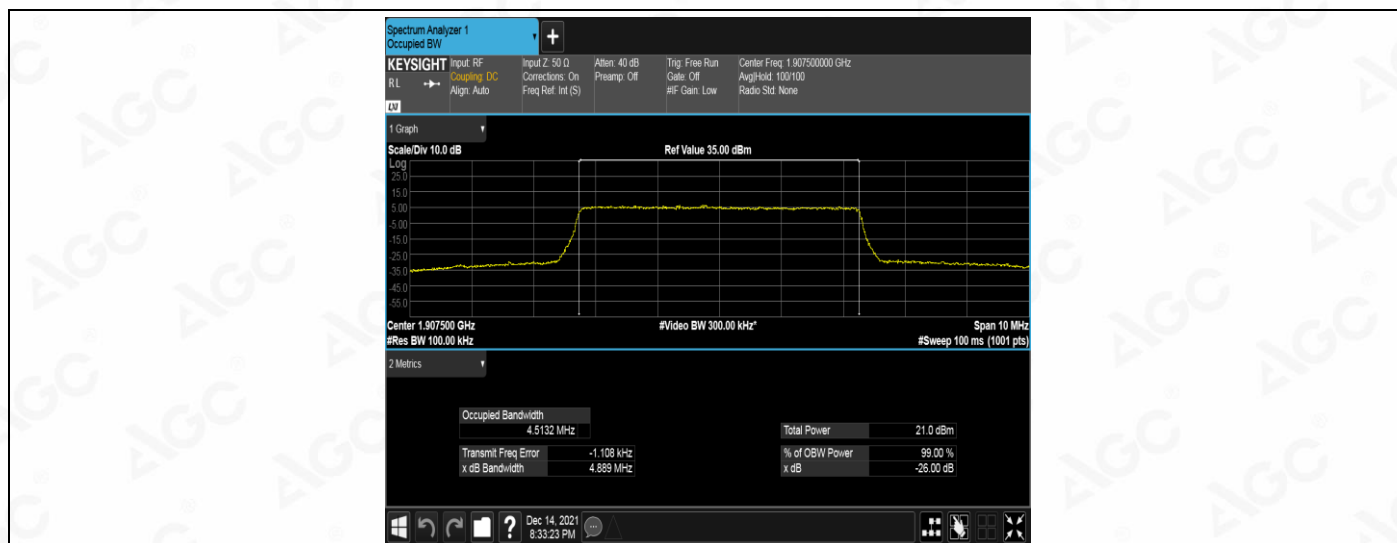 Spectrum Analyzer 1
Occupied BW
+
KEYSIGHT Input: RF Input Z: 50 Ω Atten: 40 dB Trig: Free Run Center Freq: 1.907500000 GHz
RL Coupling: DC Corrections: On Preamp: Off Gate: Off Avg|Hold: 100/100
Align: Auto Freq Ref: Int (S) #IF Gain: Low Radio Std: None
LXI
1 Graph
Scale/Div 10.0 dB Ref Value 35.00 dBm
Log
25.0
15.0
5.00
-5.00
-15.0
-25.0
-35.0
-45.0
-55.0
Center 1.907500 GHz #Video BW 300.00 kHz* Span 10 MHz
#Res BW 100.00 kHz #Sweep 100 ms (1001 pts)
2 Metrics
Occupied Bandwidth
4.5132 MHz Total Power 21.0 dBm
Transmit Freq Error -1.108 kHz % of OBW Power 99.00 %
x dB Bandwidth 4.889 MHz x dB -26.00 dB
? Dec 14, 2021
8:33:23 PM
AGC